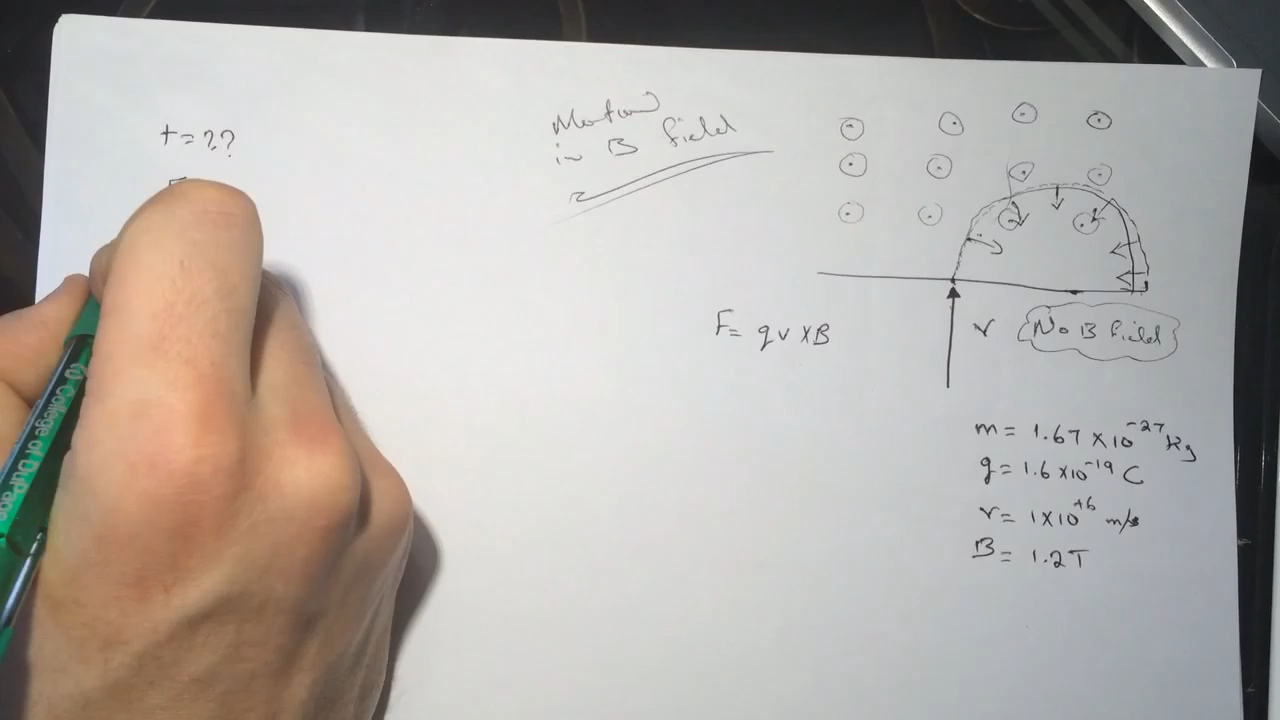 t = ??
in B field
F = qv × B
v
No B field
m = 1.67 × 10⁻²⁷ kg
q = 1.6 × 10⁻¹⁹ C
v = 1 × 10⁺⁶ m/s
B = 1.2 T
College of DuPage